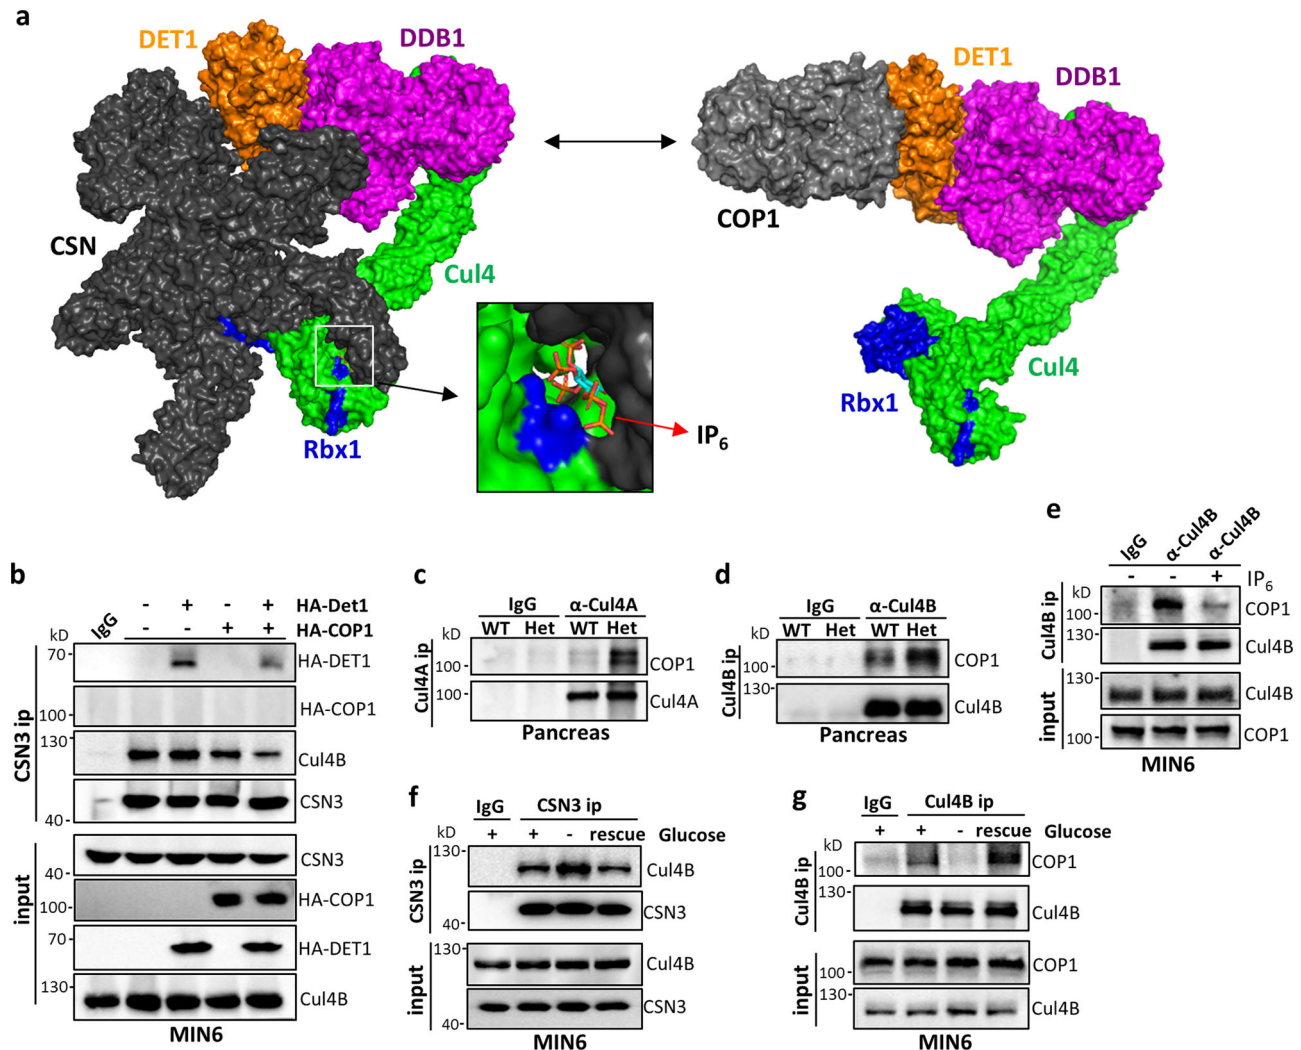 a
DET1
DDB1
CSN
Cul4
Rbx1
IP6
DET1
DDB1
COP1
Cul4
Rbx1
b
IgG
- + - + HA-Det1
- - + + HA-COP1
kD
CSN3 ip
70- HA-DET1
100- HA-COP1
130- Cul4B
40- CSN3
input
40- CSN3
100- HA-COP1
70- HA-DET1
130- Cul4B
MIN6
c
IgG α-Cul4A
kD WT Het WT Het
Cul4A ip
100- COP1
100- Cul4A
Pancreas
d
IgG α-Cul4B
kD WT Het WT Het
Cul4B ip
100- COP1
130- Cul4B
Pancreas
e
IgG α-Cul4B α-Cul4B
kD - - + IP6
Cul4B ip
100- COP1
130- Cul4B
input
130- Cul4B
100- COP1
MIN6
f
IgG CSN3 ip
kD + + - rescue Glucose
CSN3 ip
130- Cul4B
40- CSN3
input
130- Cul4B
40- CSN3
MIN6
g
IgG Cul4B ip
kD + + - rescue Glucose
Cul4B ip
100- COP1
130- Cul4B
input
100- COP1
130- Cul4B
MIN6